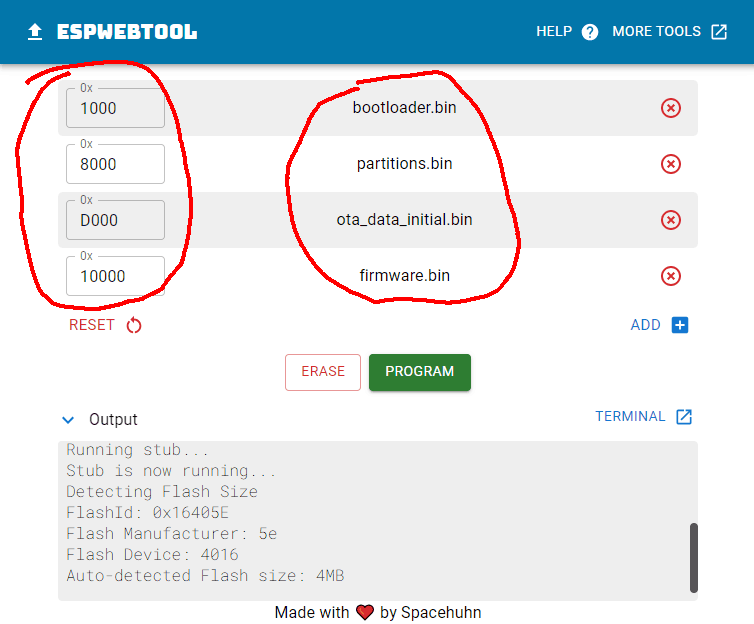 ESPWEBTOOL HELP ? MORE TOOLS
0x
1000 bootloader.bin
0x
8000 partitions.bin
0x
D000 ota_data_initial.bin
0x
10000 firmware.bin
RESET ADD
ERASE PROGRAM
Output TERMINAL
Running stub...
Stub is now running...
Detecting Flash Size
FlashId: 0x16405E
Flash Manufacturer: 5e
Flash Device: 4016
Auto-detected Flash size: 4MB
Made with ❤ by Spacehuhn